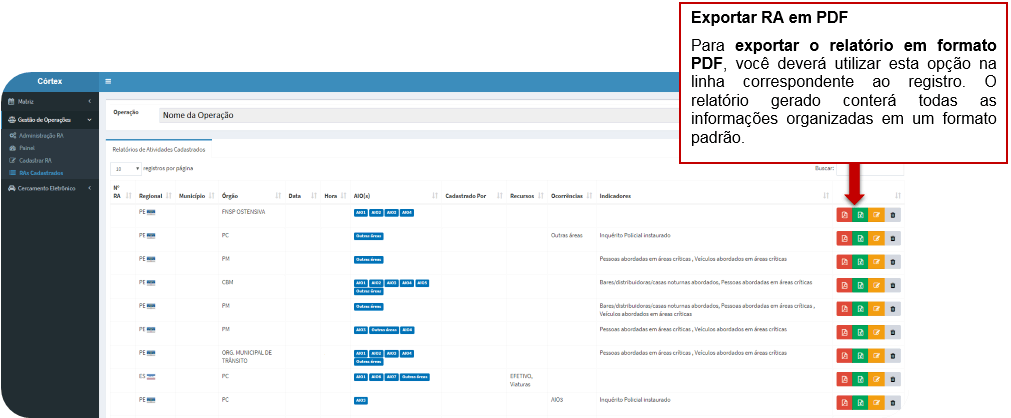 Exportar RA em PDF
Para exportar o relatório em formato
PDF, você deverá utilizar esta opção na
linha correspondente ao registro. O
relatório gerado conterá todas as
informações organizadas em um formato
padrão.
Córtex
Matriz
Gestão de Operações
Administração RA
Painel
Cadastrar RA
RAs Cadastrados
Cercamento Eletrônico
Operação Nome da Operação
Relatórios de Atividades Cadastrados
10 registros por página Buscar:
Nº RA Regional Município Órgão Data Hora AIO(s) Cadastrado Por Recursos Ocorrências Indicadores
PE FNSP OSTENSIVA AIO1 AIO2 AIO3 AIO4
PE PC Outras áreas Outras áreas Inquérito Policial instaurado
PE PM Outras áreas Pessoas abordadas em áreas críticas , Veículos abordados em áreas críticas
PE CBM AIO1 AIO2 AIO3 AIO4 AIO5 Bares/distribuidoras/casas noturnas abordados, Pessoas abordadas em áreas críticas
Outras áreas
PE PM Outras áreas Bares/distribuidoras/casas noturnas abordados, Pessoas abordadas em áreas críticas ,
Veículos abordados em áreas críticas
PE PM AIO3 Outras áreas Pessoas abordadas em áreas críticas , Veículos abordados em áreas críticas
PE ORG. MUNICIPAL DE AIO1 AIO2 AIO3 AIO4 Pessoas abordadas em áreas críticas , Veículos abordados em áreas críticas
TRÂNSITO Outras áreas
ES PC AIO1 AIO6 AIO7 Outras áreas EFETIVO,
Viaturas
PE PC AIO3 AIO3 Inquérito Policial instaurado